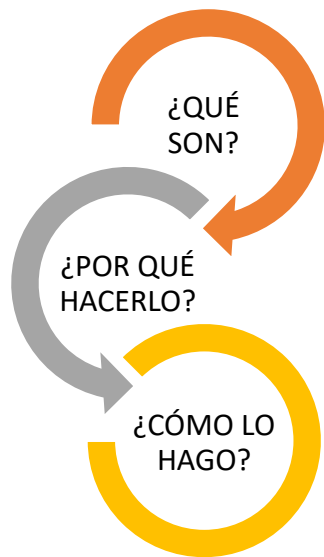 ¿QUÉ
SON?
¿POR QUÉ
HACERLO?
¿CÓMO LO
HAGO?